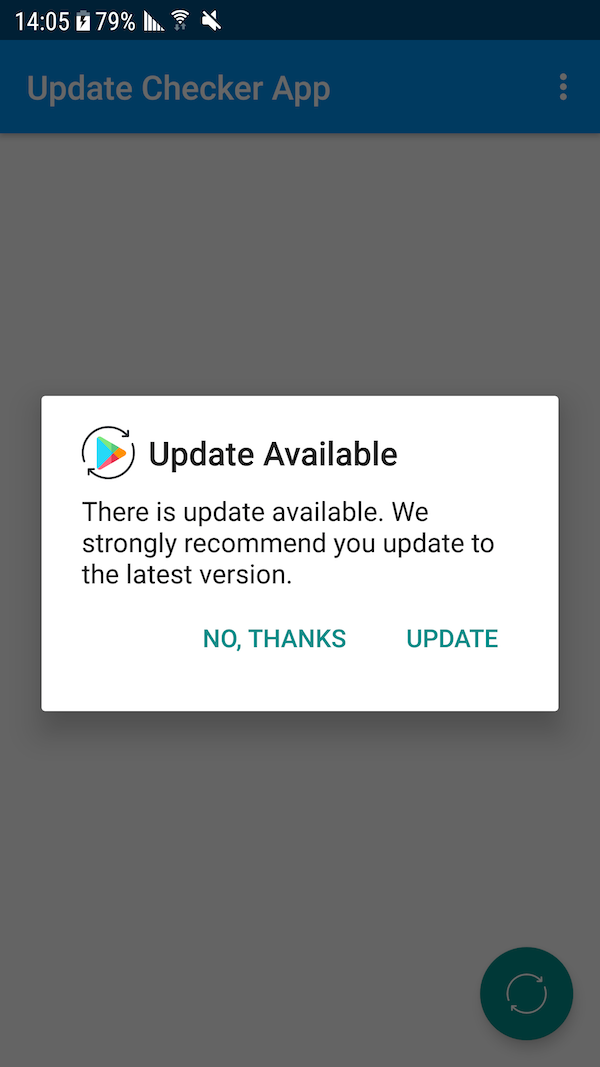 14:05 79%
Update Checker App
Update Available
There is update available. We
strongly recommend you update to
the latest version.
NO, THANKS UPDATE